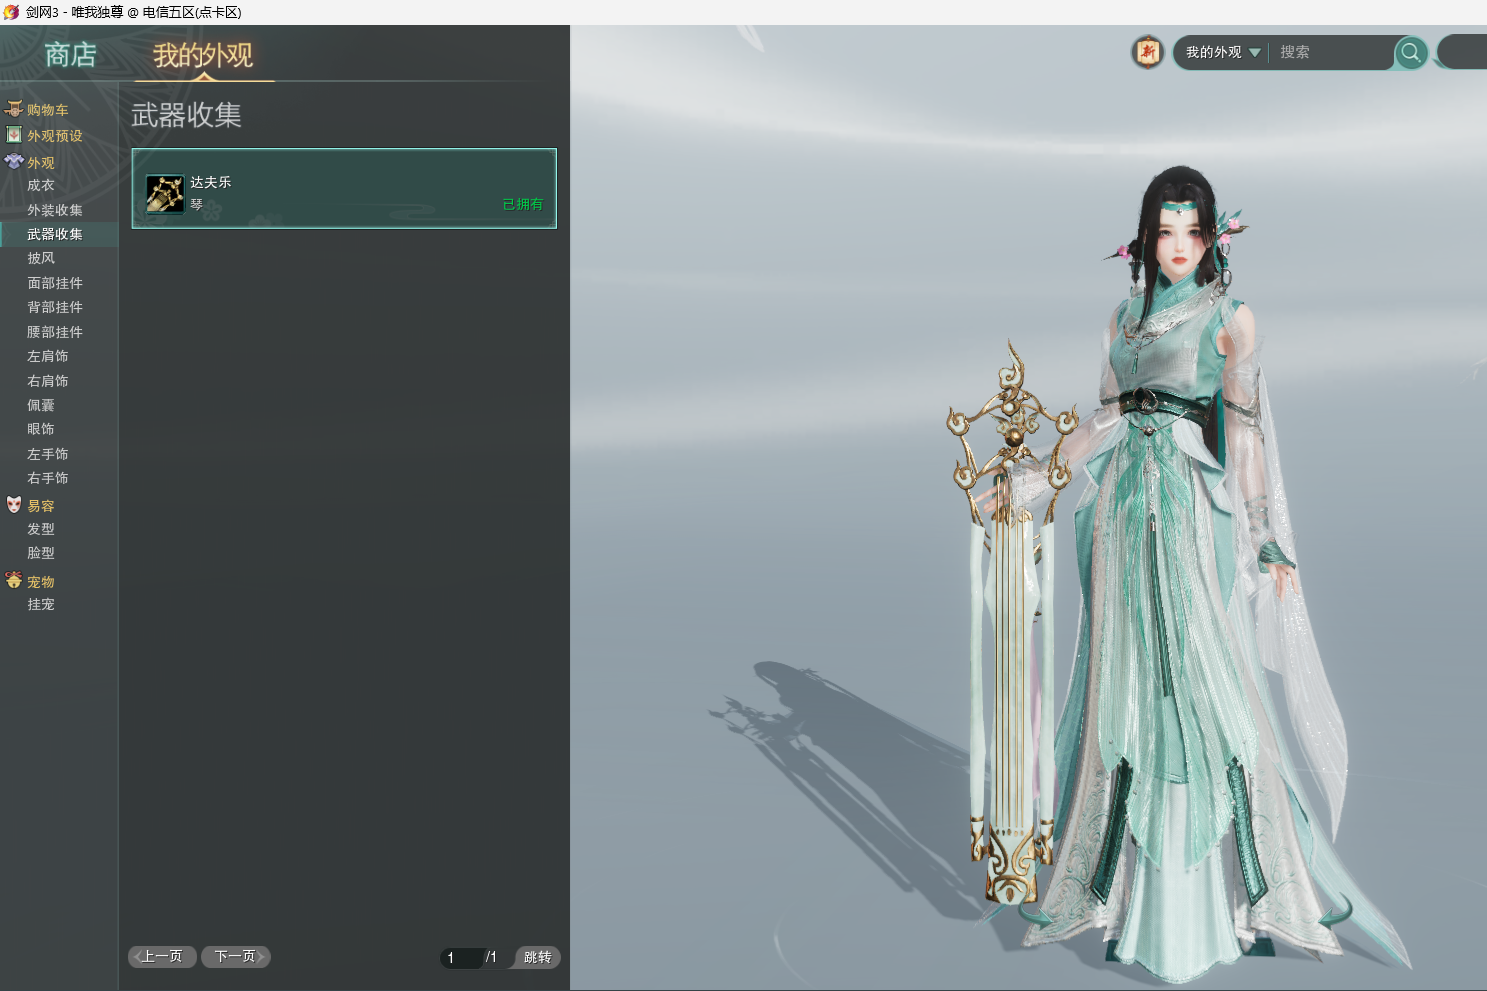 剑网3 - 唯我独尊 @ 电信五区(点卡区)
商店
我的外观
新
我的外观
搜索
购物车
外观预设
外观
成衣
外装收集
武器收集
披风
面部挂件
背部挂件
腰部挂件
左肩饰
右肩饰
佩囊
眼饰
左手饰
右手饰
易容
发型
脸型
宠物
挂宠
武器收集
达夫乐
琴
已拥有
上一页
下一页
1
/1
跳转